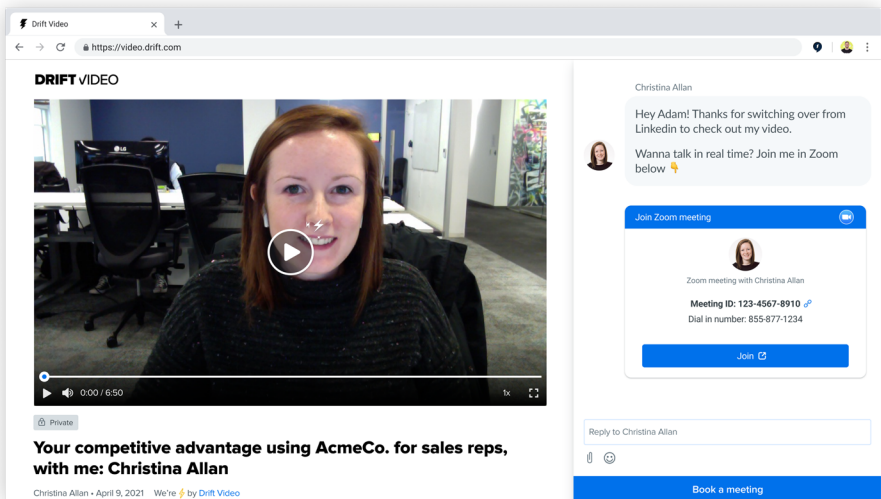 Drift Video
https://video.drift.com
DRIFT VIDEO
LG
0:00 / 6:50
1x
Private
Your competitive advantage using AcmeCo. for sales reps,
with me: Christina Allan
Christina Allan • April 9, 2021 We're ⚡ by Drift Video
Christina Allan
Hey Adam! Thanks for switching over from
Linkedin to check out my video.
Wanna talk in real time? Join me in Zoom
below 👇
Join Zoom meeting
Zoom meeting with Christina Allan
Meeting ID: 123-4567-8910
Dial in number: 855-877-1234
Join
Reply to Christina Allan
Book a meeting